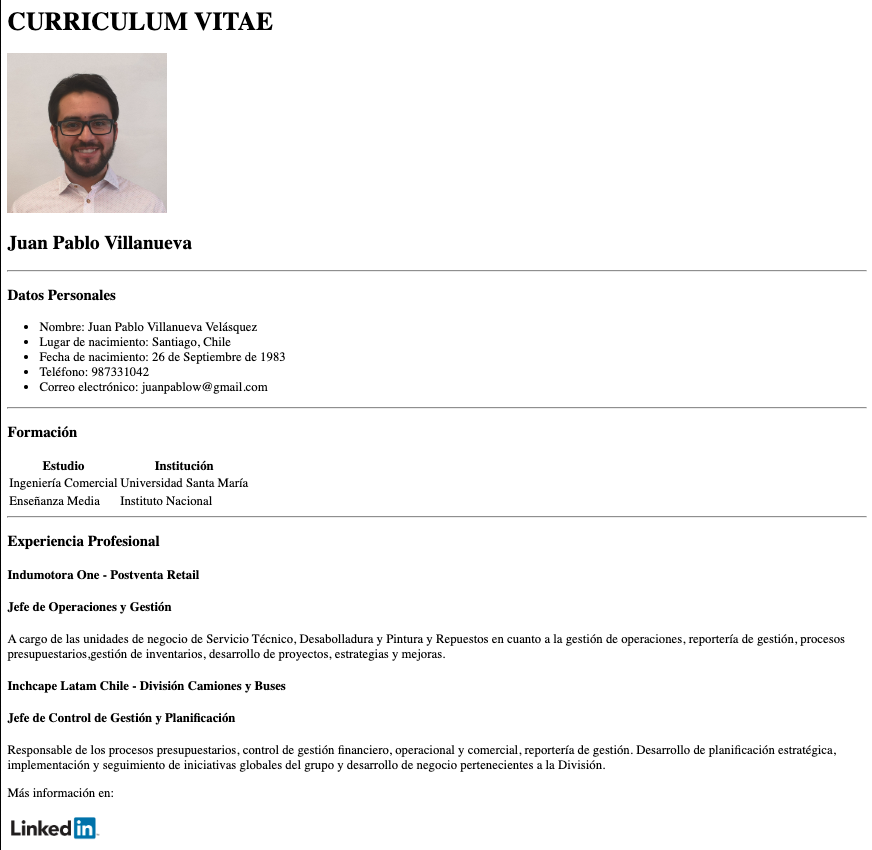 CURRICULUM VITAE
Juan Pablo Villanueva
Datos Personales
Nombre: Juan Pablo Villanueva Velásquez
Lugar de nacimiento: Santiago, Chile
Fecha de nacimiento: 26 de Septiembre de 1983
Teléfono: 987331042
Correo electrónico: juanpablow@gmail.com
Formación
Estudio Institución
Ingeniería Comercial Universidad Santa María
Enseñanza Media Instituto Nacional
Experiencia Profesional
Indumotora One - Postventa Retail
Jefe de Operaciones y Gestión
A cargo de las unidades de negocio de Servicio Técnico, Desabolladura y Pintura y Repuestos en cuanto a la gestión de operaciones, reportería de gestión, procesos
presupuestarios,gestión de inventarios, desarrollo de proyectos, estrategias y mejoras.
Inchcape Latam Chile - División Camiones y Buses
Jefe de Control de Gestión y Planificación
Responsable de los procesos presupuestarios, control de gestión financiero, operacional y comercial, reportería de gestión. Desarrollo de planificación estratégica,
implementación y seguimiento de iniciativas globales del grupo y desarrollo de negocio pertenecientes a la División.
Más información en:
Linked in